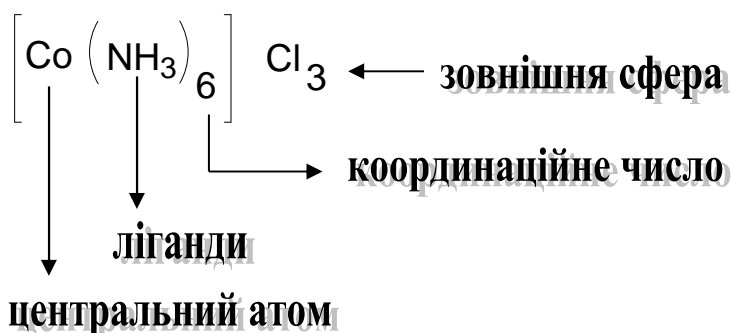 [Co(NH3)6]Cl3 зовнішня сфера
координаційне число
ліганди
центральний атом